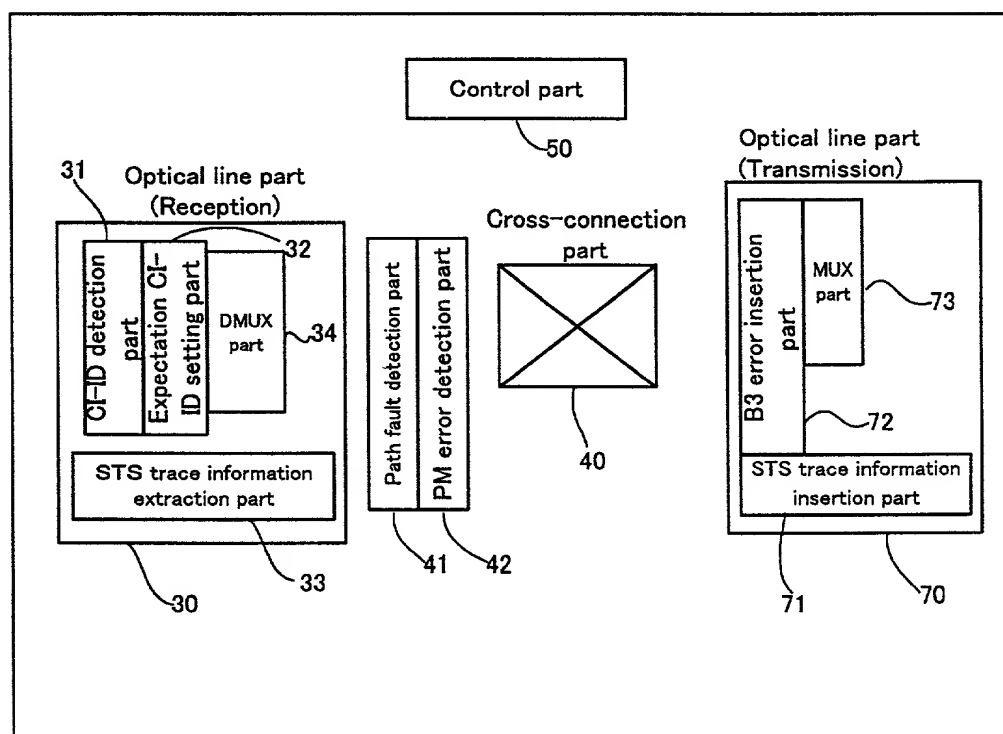 Control part
50
Optical line part
(Reception)
31
32
CI-ID detection
part
Expectation CI-
ID setting part
DMUX
part
34
STS trace information
extraction part
33
30
Path fault detection part
41
PM error detection part
42
Cross-connection
part
40
Optical line part
(Transmission)
B3 error insertion
part
72
MUX
part
73
STS trace information
insertion part
71
70